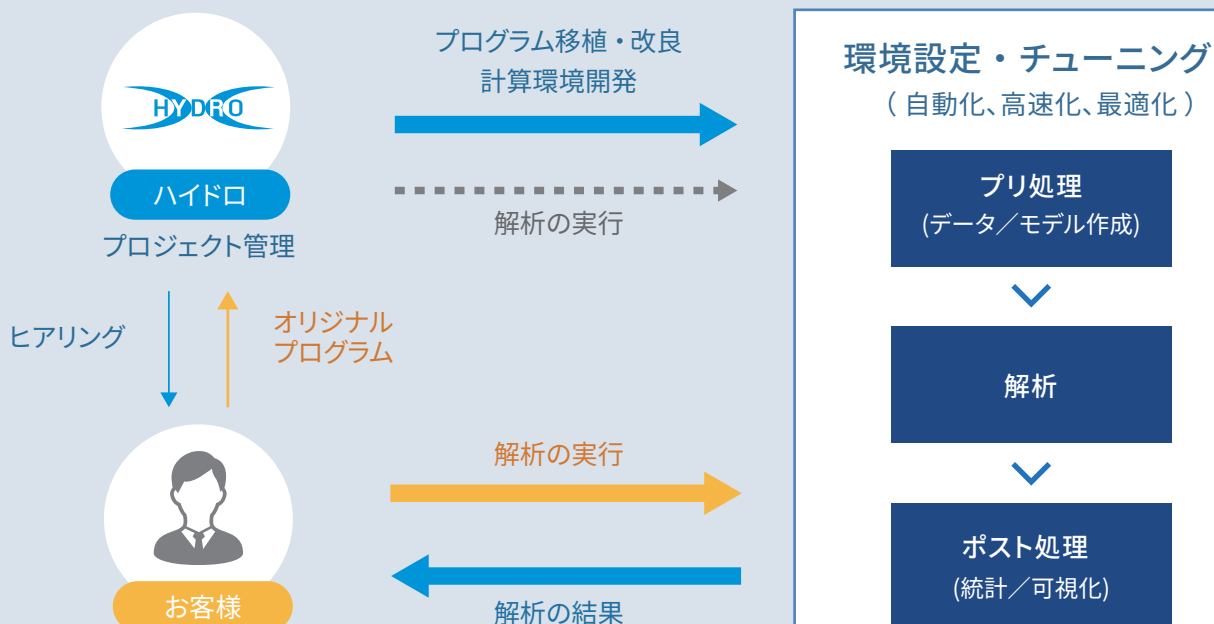 プログラム移植・改良
計算環境開発
HYDRO
ハイドロ
プロジェクト管理
解析の実行
ヒアリング
オリジナル
プログラム
お客様
解析の実行
解析の結果
環境設定・チューニング
（自動化、高速化、最適化）
プリ処理
(データ／モデル作成)
解析
ポスト処理
(統計／可視化)